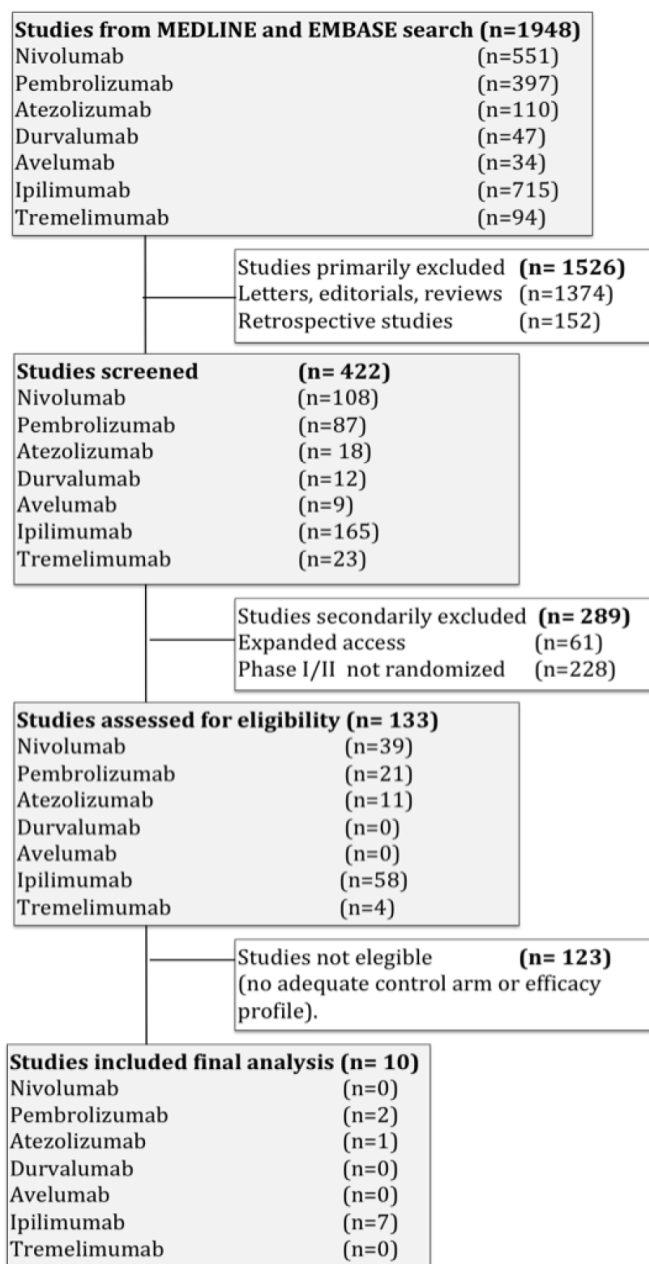 Studies from MEDLINE and EMBASE search (n=1948)
Nivolumab (n=551)
Pembrolizumab (n=397)
Atezolizumab (n=110)
Durvalumab (n=47)
Avelumab (n=34)
Ipilimumab (n=715)
Tremelimumab (n=94)
Studies primarily excluded (n= 1526)
Letters, editorials, reviews (n=1374)
Retrospective studies (n=152)
Studies screened (n= 422)
Nivolumab (n=108)
Pembrolizumab (n=87)
Atezolizumab (n= 18)
Durvalumab (n=12)
Avelumab (n=9)
Ipilimumab (n=165)
Tremelimumab (n=23)
Studies secondarily excluded (n= 289)
Expanded access (n=61)
Phase I/II not randomized (n=228)
Studies assessed for eligibility (n= 133)
Nivolumab (n=39)
Pembrolizumab (n=21)
Atezolizumab (n=11)
Durvalumab (n=0)
Avelumab (n=0)
Ipilimumab (n=58)
Tremelimumab (n=4)
Studies not elegible (n= 123)
(no adequate control arm or efficacy
profile).
Studies included final analysis (n= 10)
Nivolumab (n=0)
Pembrolizumab (n=2)
Atezolizumab (n=1)
Durvalumab (n=0)
Avelumab (n=0)
Ipilimumab (n=7)
Tremelimumab (n=0)